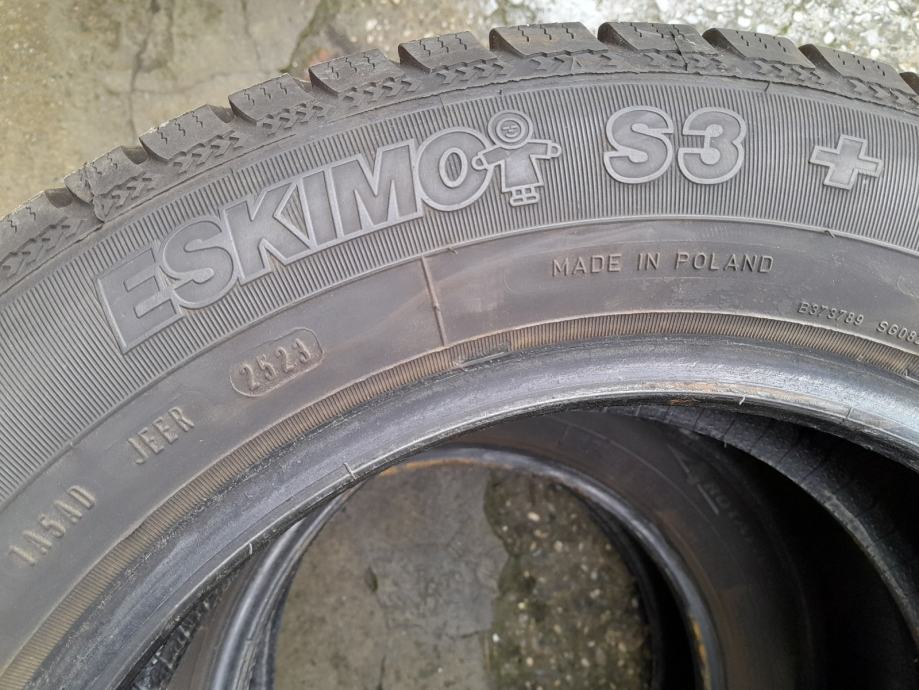 ESKIMO S3 +
MADE IN POLAND
B373789
2523
JEER
1A5AD